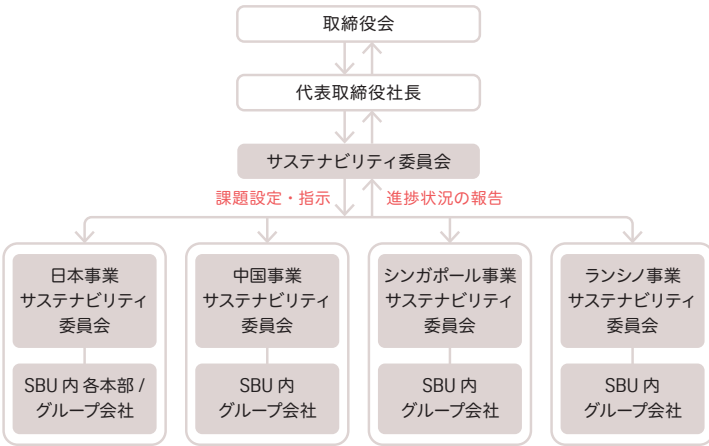 取締役会
代表取締役社長
サステナビリティ委員会
課題設定・指示
進捗状況の報告
日本事業
サステナビリティ
委員会
中国事業
サステナビリティ
委員会
シンガポール事業
サステナビリティ
委員会
ランシノ事業
サステナビリティ
委員会
SBU 内 各本部 /
グループ会社
SBU 内
グループ会社
SBU 内
グループ会社
SBU 内
グループ会社